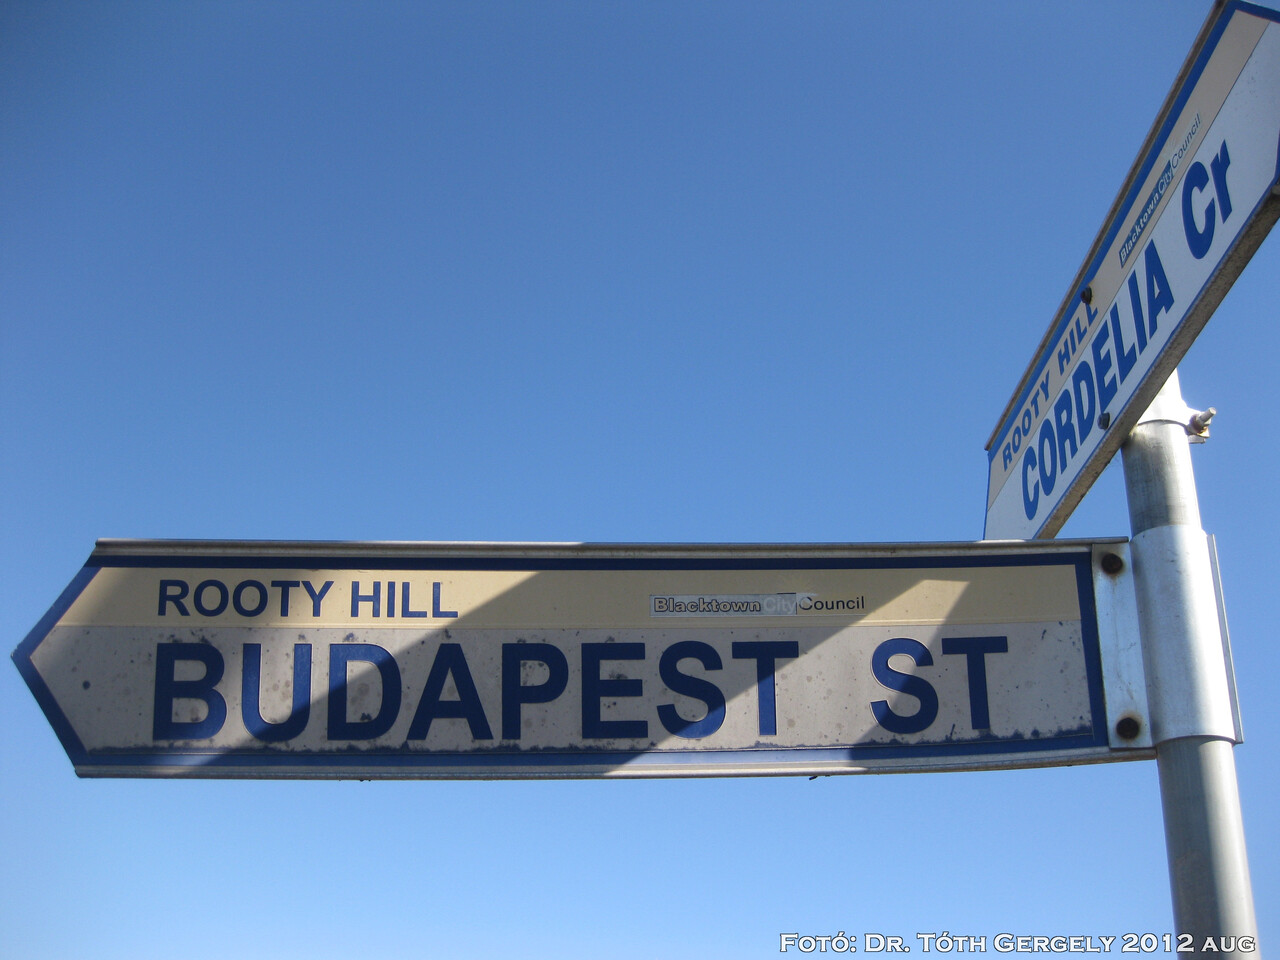 ROOTY HILL
Blacktown City Council
BUDAPEST ST
ROOTY HILL
Blacktown City Council
CORDELIA Cr
Fotó: Dr. Tóth Gergely 2012 aug